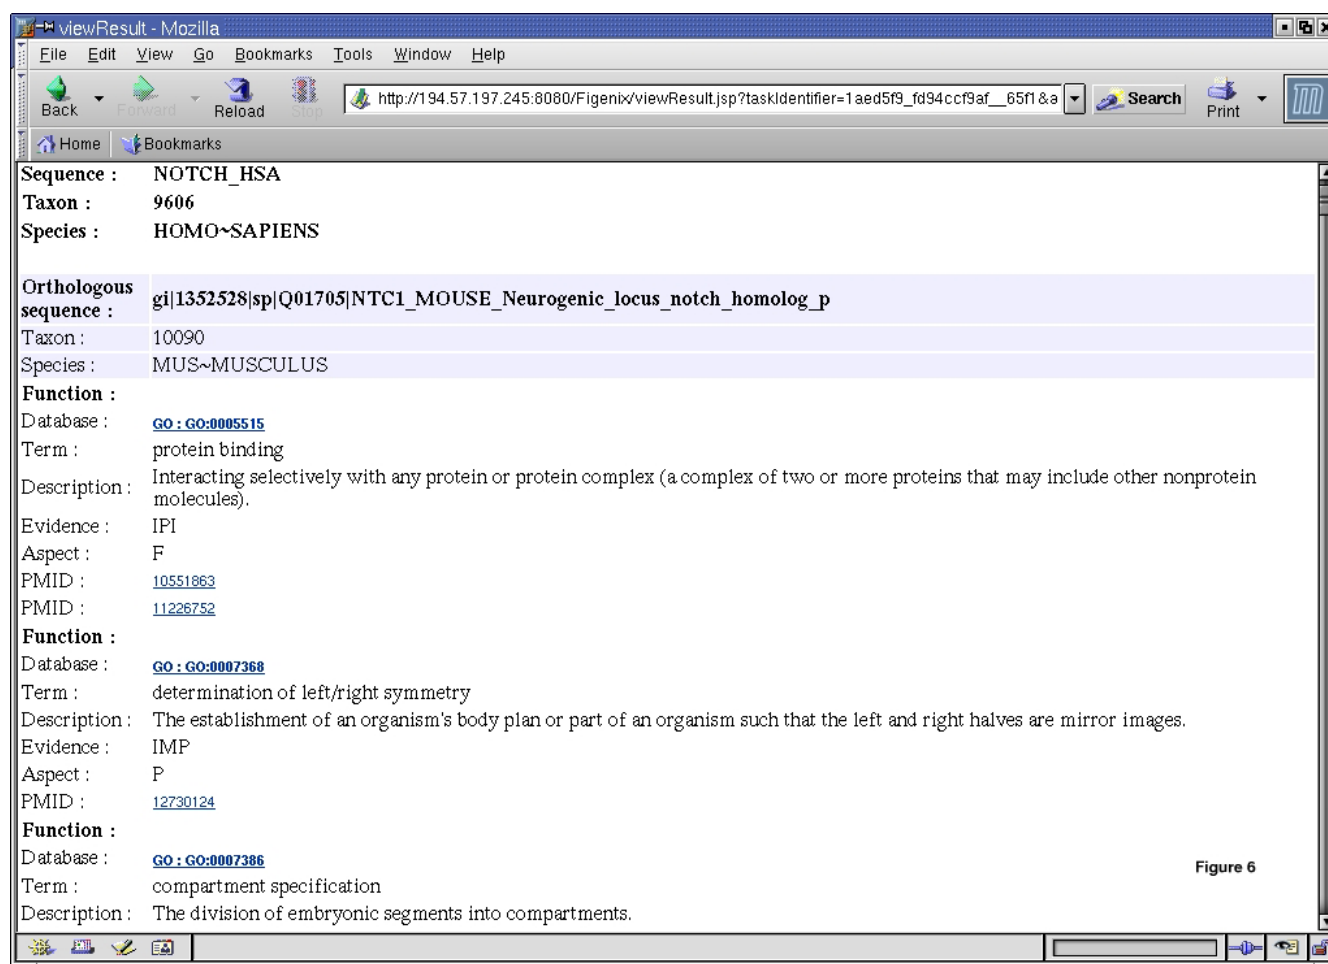 viewResult - Mozilla
File Edit View Go Bookmarks Tools Window Help
Back Forward Reload Stop http://194.57.197.245:8080/Figenix/viewResult.jsp?taskIdentifier=1aed5f9_fd94ccf9af__65f1&a Search Print
Home Bookmarks
Sequence : NOTCH_HSA
Taxon : 9606
Species : HOMO~SAPIENS
Orthologous sequence : gi|1352528|sp|Q01705|NTC1_MOUSE_Neurogenic_locus_notch_homolog_p
Taxon : 10090
Species : MUS~MUSCULUS
Function :
Database : GO : GO:0005515
Term : protein binding
Description : Interacting selectively with any protein or protein complex (a complex of two or more proteins that may include other nonprotein
molecules).
Evidence : IPI
Aspect : F
PMID : 10551863
PMID : 11226752
Function :
Database : GO : GO:0007368
Term : determination of left/right symmetry
Description : The establishment of an organism's body plan or part of an organism such that the left and right halves are mirror images.
Evidence : IMP
Aspect : P
PMID : 12730124
Function :
Database : GO : GO:0007386
Term : compartment specification
Description : The division of embryonic segments into compartments.
Figure 6